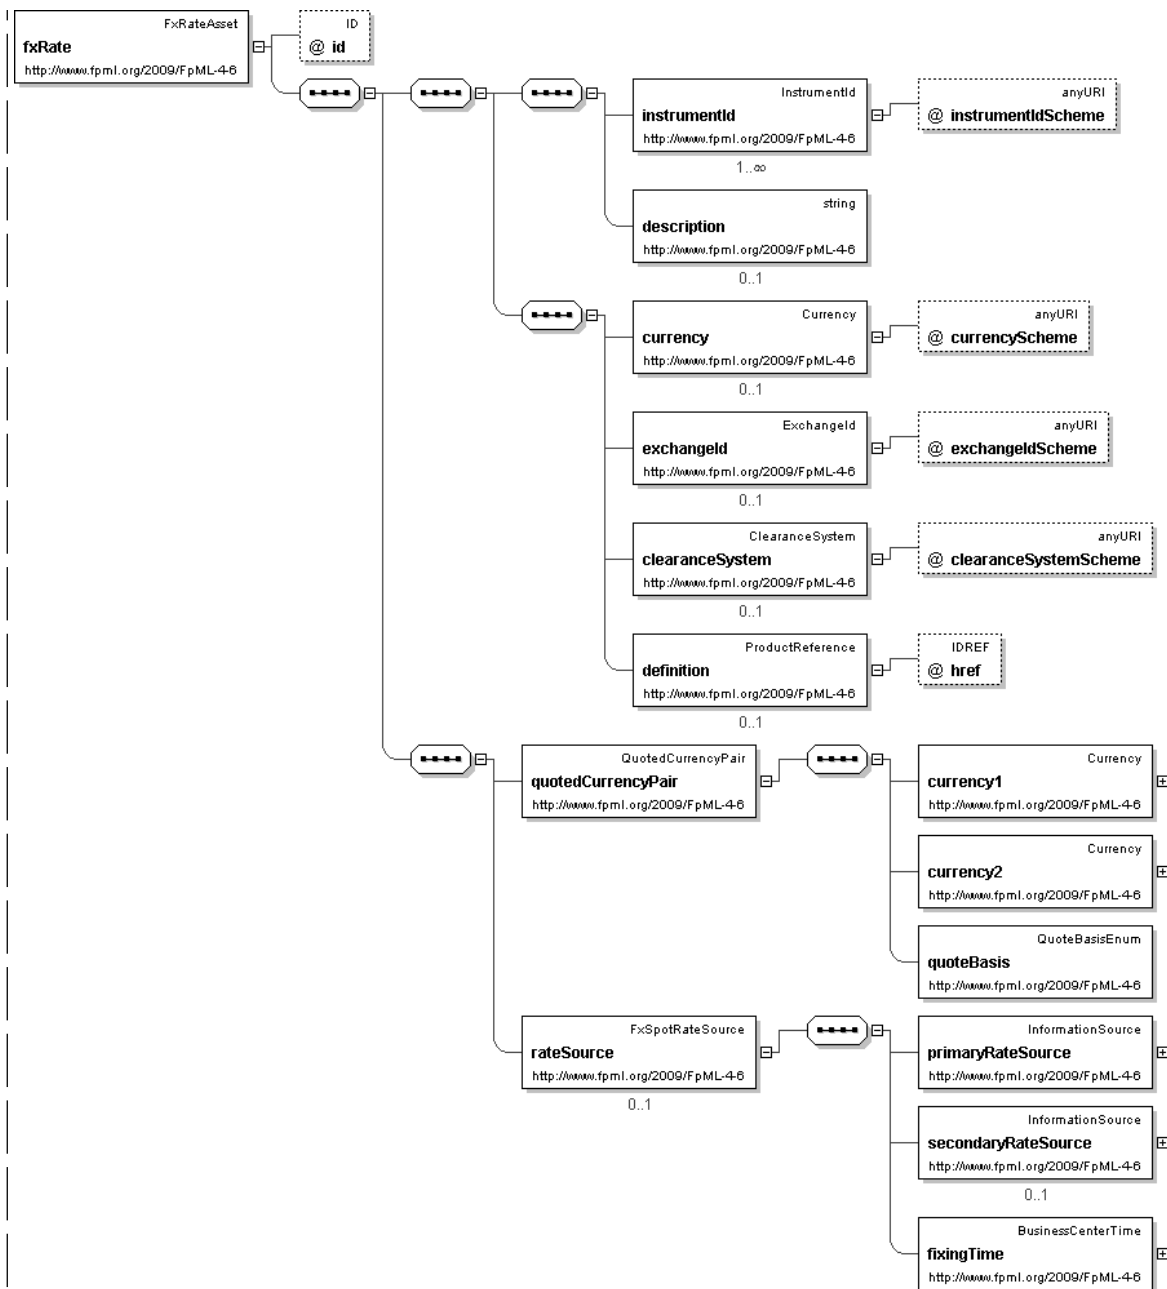 FxRateAsset
fxRate
http://www.fpml.org/2009/FpML-4-6
ID
@ id
InstrumentId
instrumentId
http://www.fpml.org/2009/FpML-4-6
1..∞
anyURI
@ instrumentIdScheme
string
description
http://www.fpml.org/2009/FpML-4-6
0..1
Currency
currency
http://www.fpml.org/2009/FpML-4-6
0..1
anyURI
@ currencyScheme
ExchangeId
exchangeId
http://www.fpml.org/2009/FpML-4-6
0..1
anyURI
@ exchangeIdScheme
ClearanceSystem
clearanceSystem
http://www.fpml.org/2009/FpML-4-6
0..1
anyURI
@ clearanceSystemScheme
ProductReference
definition
http://www.fpml.org/2009/FpML-4-6
0..1
IDREF
@ href
QuotedCurrencyPair
quotedCurrencyPair
http://www.fpml.org/2009/FpML-4-6
Currency
currency1
http://www.fpml.org/2009/FpML-4-6
Currency
currency2
http://www.fpml.org/2009/FpML-4-6
QuoteBasisEnum
quoteBasis
http://www.fpml.org/2009/FpML-4-6
FxSpotRateSource
rateSource
http://www.fpml.org/2009/FpML-4-6
0..1
InformationSource
primaryRateSource
http://www.fpml.org/2009/FpML-4-6
InformationSource
secondaryRateSource
http://www.fpml.org/2009/FpML-4-6
0..1
BusinessCenterTime
fixingTime
http://www.fpml.org/2009/FpML-4-6